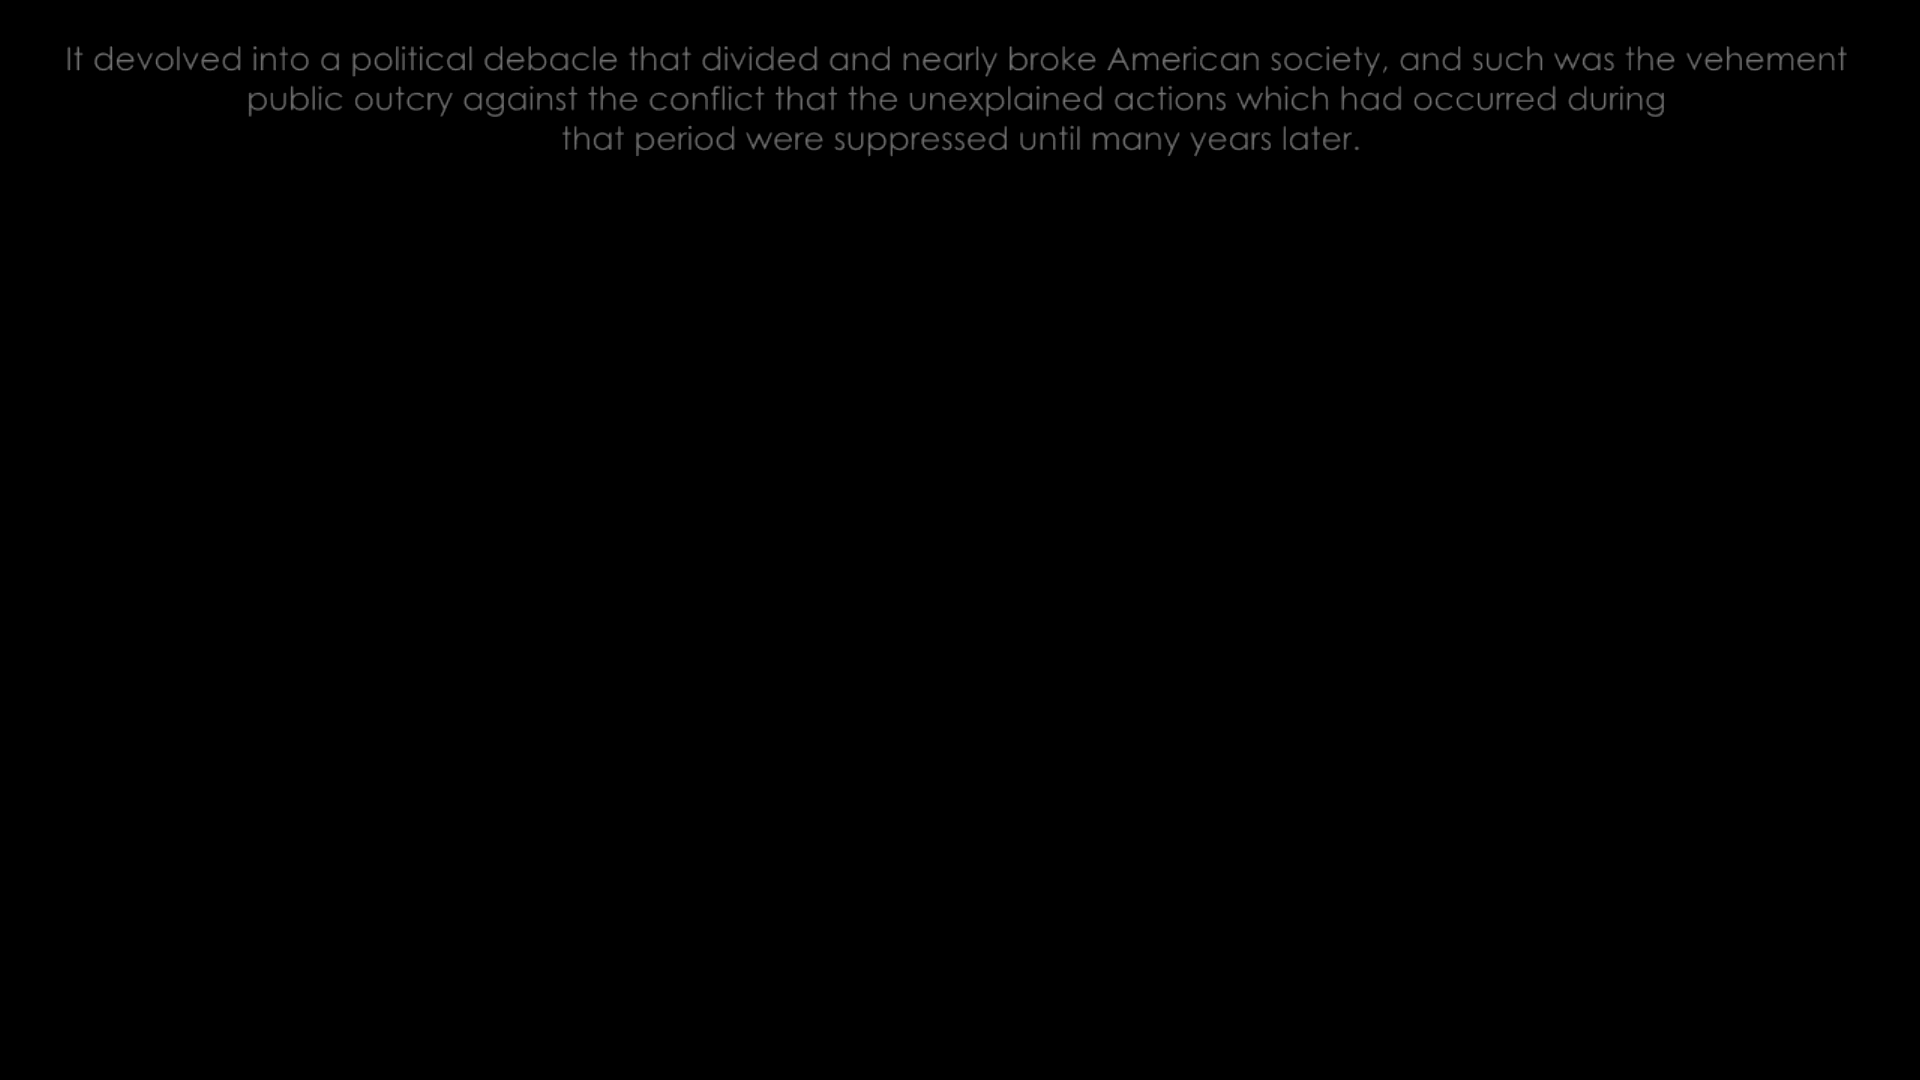 It devolved into a political debacle that divided and nearly broke American society, and such was the vehement
public outcry against the conflict that the unexplained actions which had occurred during
that period were suppressed until many years later.